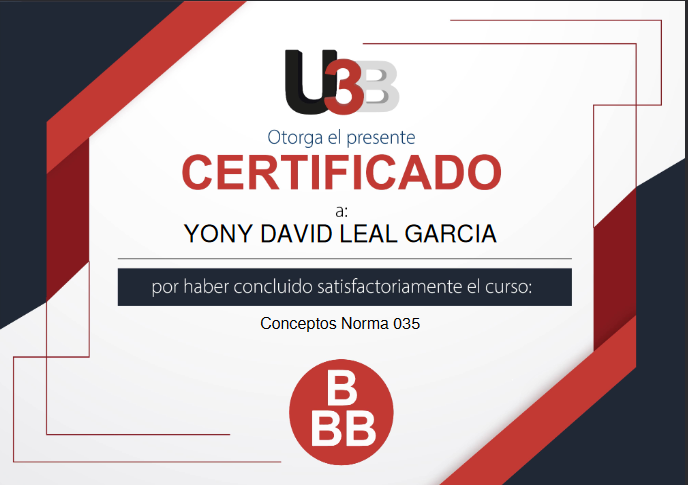 U3B
Otorga el presente
CERTIFICADO
a:
YONY DAVID LEAL GARCIA
por haber concluido satisfactoriamente el curso:
Conceptos Norma 035
B
BB